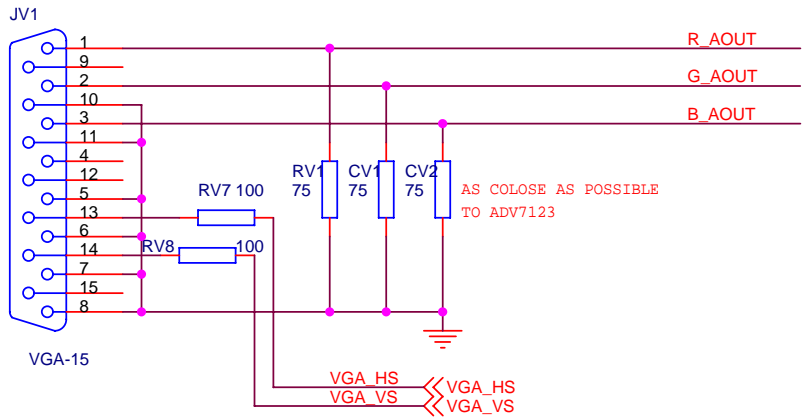 JV1
1
9
2
10
3
11
4
12
5
13
6
14
7
15
8
VGA-15
R_AOUT
G_AOUT
B_AOUT
RV7 100
RV8 100
RV1
75
CV1
75
CV2
75
AS COLOSE AS POSSIBLE
TO ADV7123
VGA_HS
VGA_VS
VGA_HS
VGA_VS